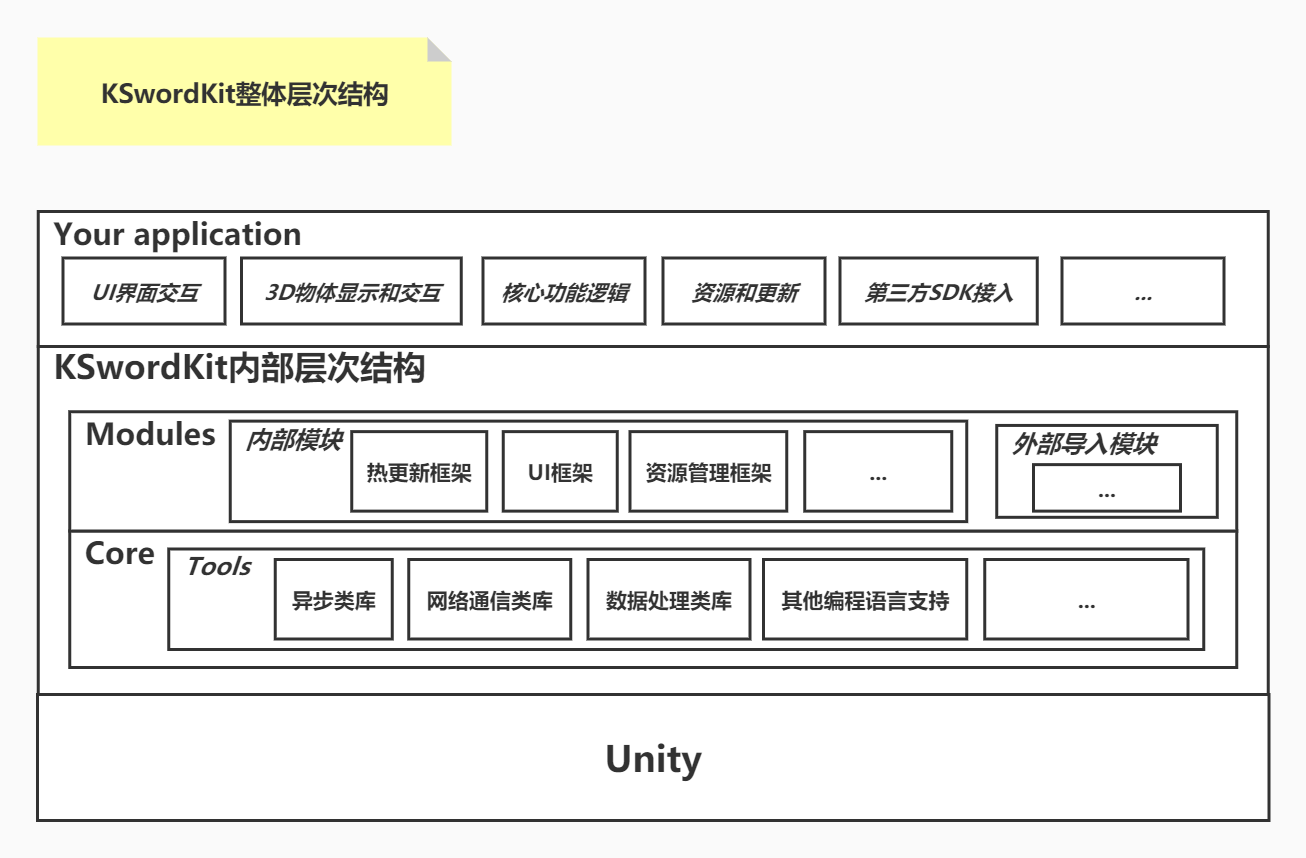 KSwordKit整体层次结构
Your application
UI界面交互
3D物体显示和交互
核心功能逻辑
资源和更新
第三方SDK接入
...
KSwordKit内部层次结构
Modules
内部模块
热更新框架
UI框架
资源管理框架
...
外部导入模块
...
Core
Tools
异步类库
网络通信类库
数据处理类库
其他编程语言支持
...
Unity